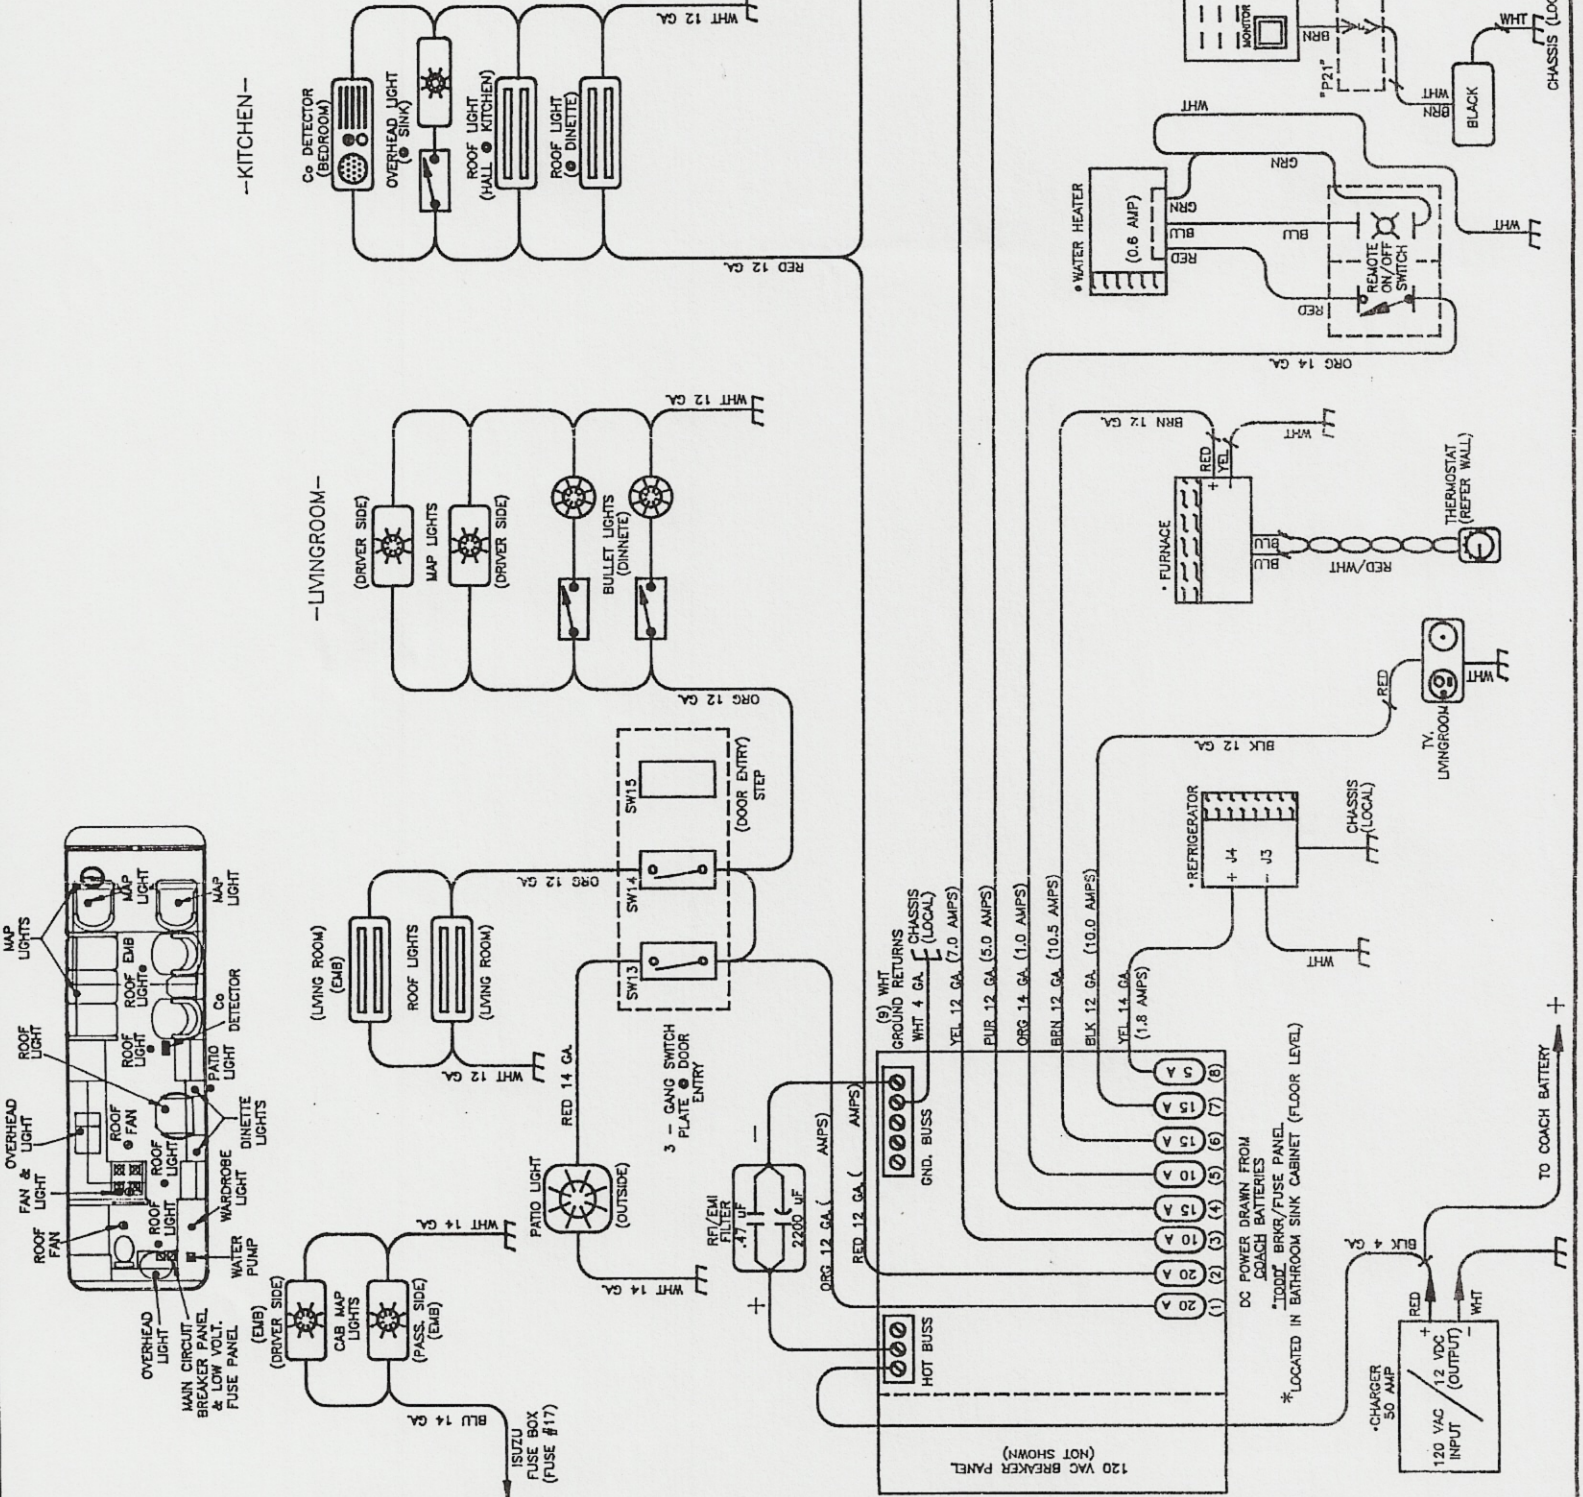 -KITCHEN-
Co DETECTOR
(BEDROOM)
OVERHEAD LIGHT
(@ SINK)
ROOF LIGHT
(HALL @ KITCHEN)
ROOF LIGHT
(@ DINETTE)
WHT 12 GA.
RED 12 GA.
MONITOR
BRN
"P21"
WHT
BRN
BLACK
WHT
CHASSIS
• WATER HEATER
(0.6 AMP)
GRN
BLU
RED
WHT
GRN
BLU
RED
REMOTE
ON/OFF
SWITCH
WHT
ORG 14 GA.
-LIVINGROOM-
(DRIVER SIDE)
MAP LIGHTS
(DRIVER SIDE)
BULLET LIGHTS
(DINNETE)
WHT 12 GA.
ORG 12 GA.
BRN 12 GA.
RED
YEL
WHT
+
-
• FURNACE
BLU
BLU
RED/WHT
THERMOSTAT
(REFER WALL)
BLK 12 GA.
RED
WHT
TV.
LIVINGROOM
• REFRIGERATOR
+ J4
- J3
CHASSIS
(LOCAL)
WHT
MAP
LIGHTS
MAP
LIGHT
MAP
LIGHT
ROOF
LIGHT
EMB
Co
DETECTOR
ROOF
LIGHT
ROOF
LIGHT
PATIO
LIGHT
OVERHEAD
LIGHT
ROOF
FAN
DINETTE
LIGHTS
FAN &
LIGHT
ROOF
LIGHT
WARDROBE
LIGHT
ROOF
FAN
ROOF
LIGHT
WATER
PUMP
OVERHEAD
LIGHT
MAIN CIRCUIT
BREAKER PANEL
& LOW VOLT.
FUSE PANEL
(LIVING ROOM)
(EMB)
ROOF LIGHTS
(LIVING ROOM)
WHT 12 GA.
ORG 12 GA.
SW13
SW14
SW15
(DOOR ENTRY)
STEP
3 - GANG SWITCH
PLATE @ DOOR
ENTRY
RED 14 GA.
PATIO LIGHT
(OUTSIDE)
WHT 14 GA.
(EMB)
(DRIVER SIDE)
CAB MAP
LIGHTS
(PASS. SIDE)
(EMB)
WHT 14 GA.
BLU 14 GA.
ISUZU
FUSE BOX
(FUSE #17)
RFI/EMI
FILTER
.47 uF
2200 uF
+
-
ORG 12 GA. ( AMPS)
RED 12 GA. ( AMPS)
(9) WHT
GROUND RETURNS
WHT 4 GA.
CHASSIS
(LOCAL)
YEL 12 GA. (7.0 AMPS)
PUR 12 GA. (5.0 AMPS)
ORG 14 GA. (1.0 AMPS)
BRN 12 GA. (10.5 AMPS)
BLK 12 GA. (10.0 AMPS)
YEL 14 GA.
(1.8 AMPS)
GND. BUSS
HOT BUSS
5 A (8)
15 A (7)
15 A (6)
10 A (5)
15 A (4)
10 A (3)
20 A (2)
20 A (1)
DC POWER DRAWN FROM
COACH BATTERIES
"TODD" BRKR/FUSE PANEL
*LOCATED IN BATHROOM SINK CABINET (FLOOR LEVEL)
120 VAC BREAKER PANEL
(NOT SHOWN)
BLK 4 GA.
TO COACH BATTERY +
RED
WHT
•CHARGER
50 AMP
120 VAC
INPUT
12 VDC
(OUTPUT)
+
-